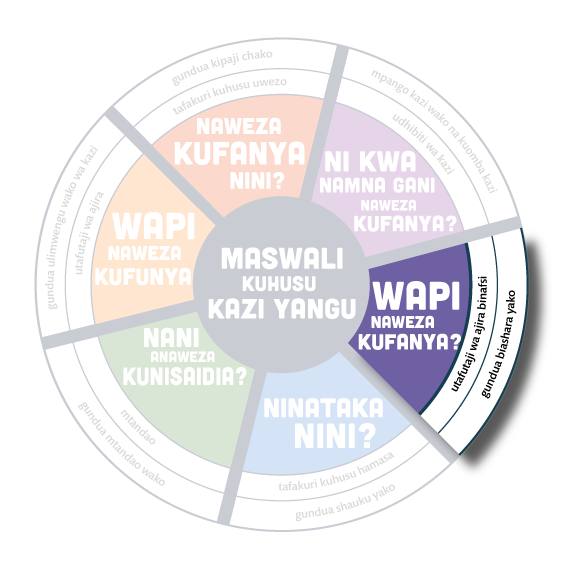 MASWALI
KUHUSU
KAZI YANGU
gundua kipaji chako
tafakuri kuhusu uwezo
NAWEZA
KUFANYA
NINI?
mpango kazi wako na kuomba kazi
udhibiti wa kazi
NI KWA
NAMNA GANI
NAWEZA
KUFANYA?
WAPI
NAWEZA
KUFANYA?
utafutaji wa ajira binafsi
gundua biashara yako
NINATAKA
NINI?
tafakuri kuhusu hamasa
gundua shauku yako
NANI
ANAWEZA
KUNISAIDIA?
mtandao
gundua mtandao wako
WAPI
NAWEZA
KUFUNYA
utafutaji wa ajira
gundua ulimwengu wako wa kazi